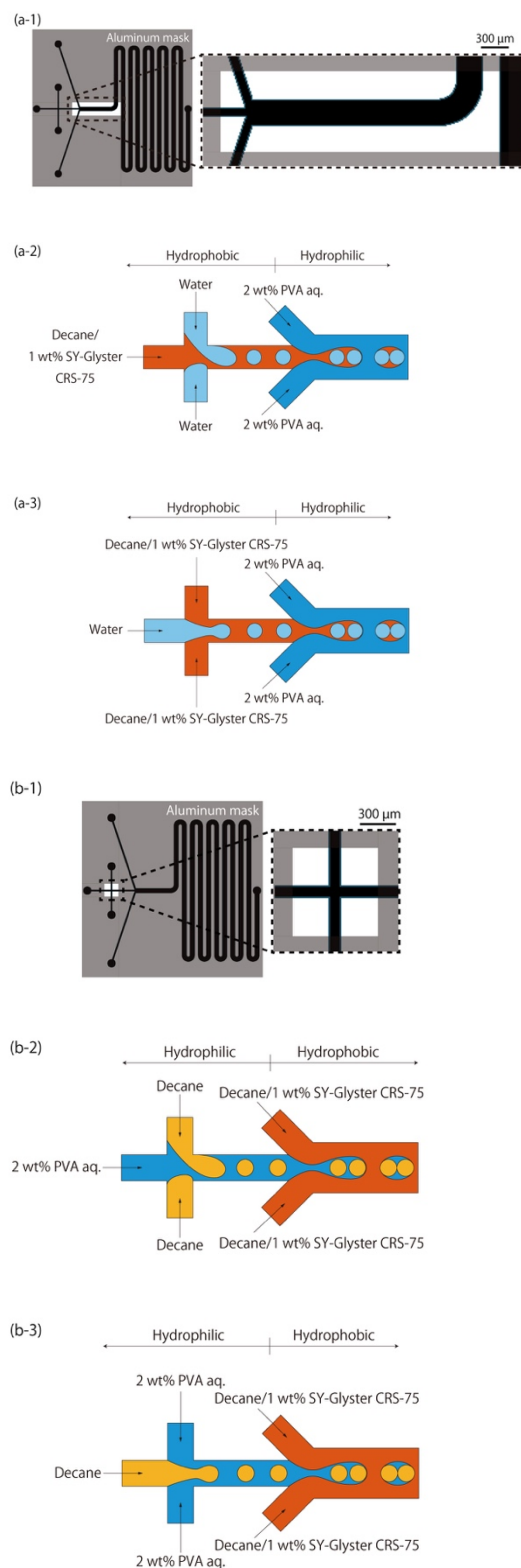 (a-1)
300 μm
Aluminum mask
(a-2)
Hydrophobic
Hydrophilic
Water
2 wt% PVA aq.
Decane/
1 wt% SY-Glyster
CRS-75
Water
2 wt% PVA aq.
(a-3)
Hydrophobic
Hydrophilic
Decane/1 wt% SY-Glyster CRS-75
2 wt% PVA aq.
Water
2 wt% PVA aq.
Decane/1 wt% SY-Glyster CRS-75
(b-1)
Aluminum mask
300 μm
(b-2)
Hydrophilic
Hydrophobic
Decane
Decane/1 wt% SY-Glyster CRS-75
2 wt% PVA aq.
Decane
Decane/1 wt% SY-Glyster CRS-75
(b-3)
Hydrophilic
Hydrophobic
2 wt% PVA aq.
Decane/1 wt% SY-Glyster CRS-75
Decane
Decane/1 wt% SY-Glyster CRS-75
2 wt% PVA aq.